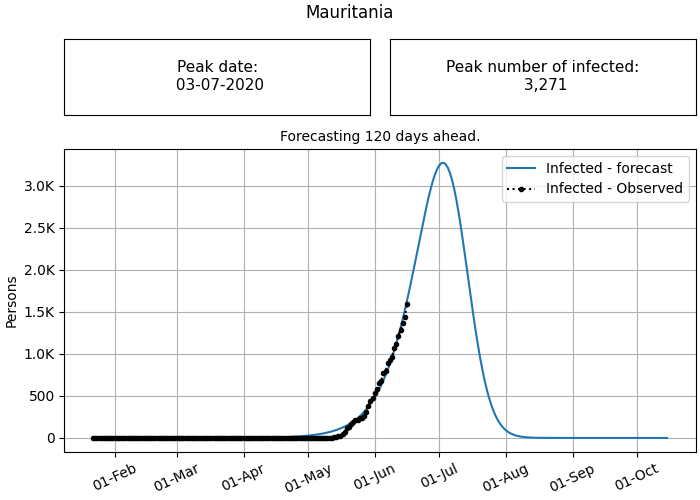 Mauritania
Peak date:
03-07-2020
Peak number of infected:
3,271
Forecasting 120 days ahead.
Infected - forecast
Infected - Observed
3.0K
2.5K
2.0K
1.5K
1.0K
500
0
Persons
01-Feb
01-Mar
01-Apr
01-May
01-Jun
01-Jul
01-Aug
01-Sep
01-Oct